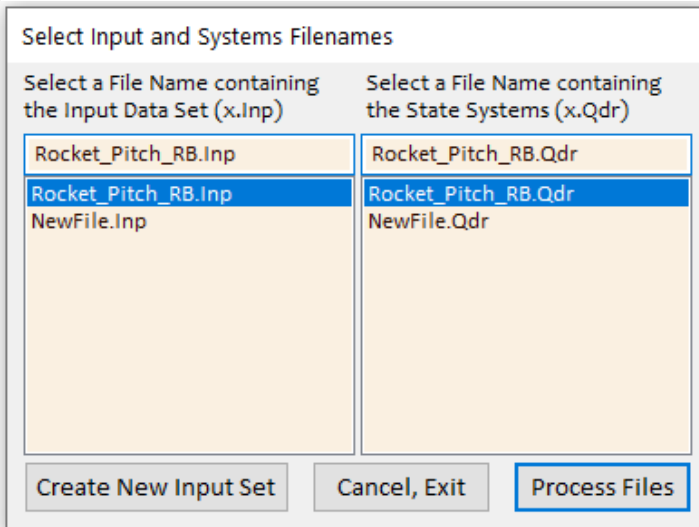 Select Input and Systems Filenames
Select a File Name containing
the Input Data Set (x.Inp)
Select a File Name containing
the State Systems (x.Qdr)
Rocket_Pitch_RB.Inp
Rocket_Pitch_RB.Qdr
Rocket_Pitch_RB.Inp
NewFile.Inp
Rocket_Pitch_RB.Qdr
NewFile.Qdr
Create New Input Set
Cancel, Exit
Process Files